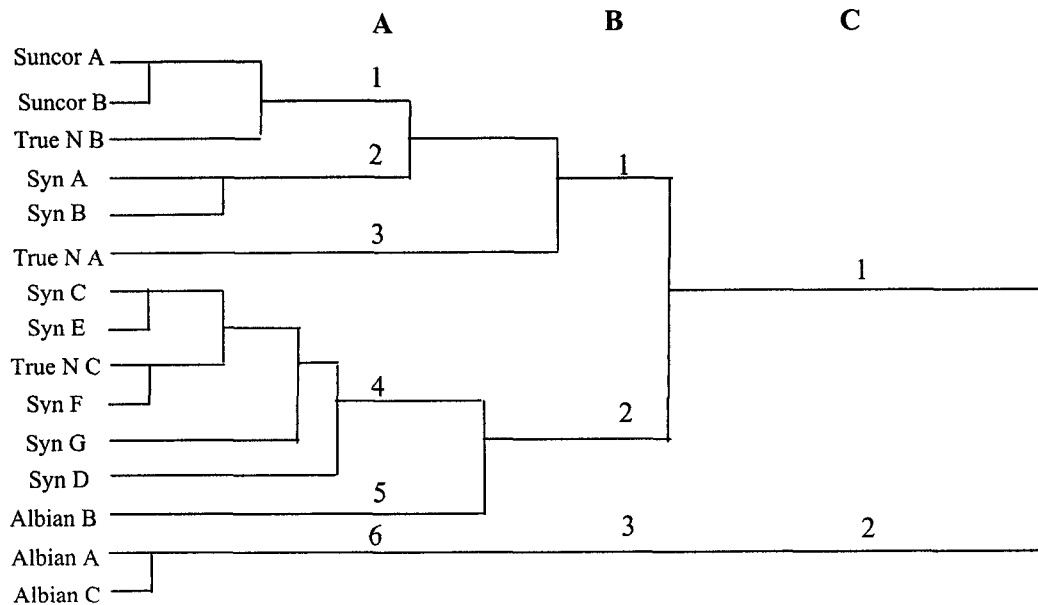 A B C
Suncor A
1
Suncor B
True N B
2
Syn A
1
Syn B
3
True N A
1
Syn C
Syn E
True N C
4
Syn F
2
Syn G
Syn D
5
Albian B
6 3 2
Albian A
Albian C